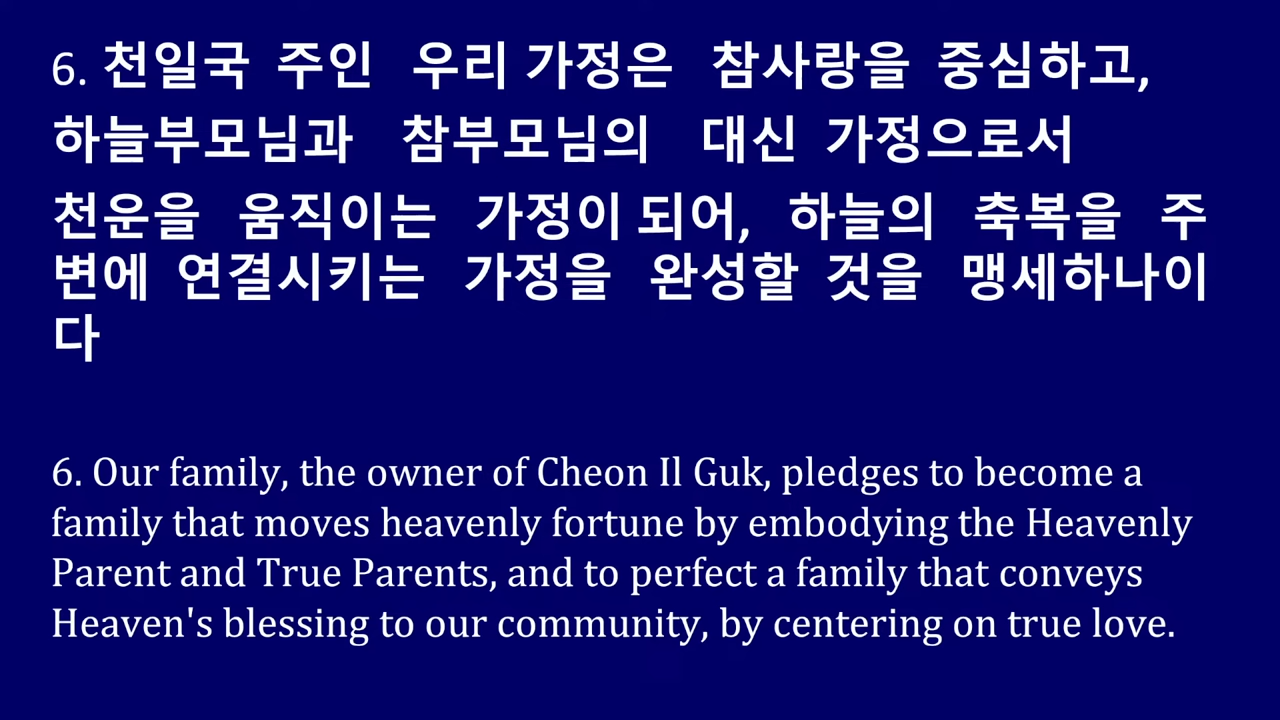 6. 천일국 주인 우리 가정은 참사랑을 중심하고,
하늘부모님과 참부모님의 대신 가정으로서
천운을 움직이는 가정이 되어, 하늘의 축복을 주
변에 연결시키는 가정을 완성할 것을 맹세하나이
다
6. Our family, the owner of Cheon Il Guk, pledges to become a
family that moves heavenly fortune by embodying the Heavenly
Parent and True Parents, and to perfect a family that conveys
Heaven's blessing to our community, by centering on true love.